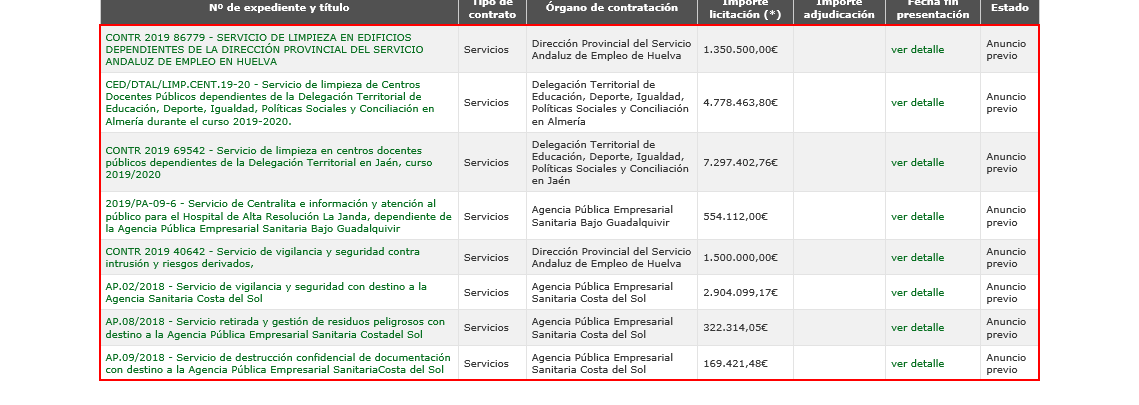 Nº de expediente y título
Tipo de
contrato
Órgano de contratación
Importe
licitación (*)
Importe
adjudicación
Fecha fin
presentación
Estado
CONTR 2019 86779 - SERVICIO DE LIMPIEZA EN EDIFICIOS
DEPENDIENTES DE LA DIRECCIÓN PROVINCIAL DEL SERVICIO
ANDALUZ DE EMPLEO EN HUELVA
Servicios
Dirección Provincial del Servicio
Andaluz de Empleo de Huelva
1.350.500,00€
ver detalle
Anuncio
previo
CED/DTAL/LIMP.CENT.19-20 - Servicio de limpieza de Centros
Docentes Públicos dependientes de la Delegación Territorial de
Educación, Deporte, Igualdad, Políticas Sociales y Conciliación en
Almería durante el curso 2019-2020.
Servicios
Delegación Territorial de
Educación, Deporte, Igualdad,
Políticas Sociales y Conciliación
en Almería
4.778.463,80€
ver detalle
Anuncio
previo
CONTR 2019 69542 - Servicio de limpieza en centros docentes
públicos dependientes de la Delegación Territorial en Jaén, curso
2019/2020
Servicios
Delegación Territorial de
Educación, Deporte, Igualdad,
Políticas Sociales y Conciliación
en Jaén
7.297.402,76€
ver detalle
Anuncio
previo
2019/PA-09-6 - Servicio de Centralita e información y atención al
público para el Hospital de Alta Resolución La Janda, dependiente de
la Agencia Pública Empresarial Sanitaria Bajo Guadalquivir
Servicios
Agencia Pública Empresarial
Sanitaria Bajo Guadalquivir
554.112,00€
ver detalle
Anuncio
previo
CONTR 2019 40642 - Servicio de vigilancia y seguridad contra
intrusión y riesgos derivados,
Servicios
Dirección Provincial del Servicio
Andaluz de Empleo de Huelva
1.500.000,00€
ver detalle
Anuncio
previo
AP.02/2018 - Servicio de vigilancia y seguridad con destino a la
Agencia Sanitaria Costa del Sol
Servicios
Agencia Pública Empresarial
Sanitaria Costa del Sol
2.904.099,17€
ver detalle
Anuncio
previo
AP.08/2018 - Servicio retirada y gestión de residuos peligrosos con
destino a la Agencia Pública Empresarial Sanitaria Costadel Sol
Servicios
Agencia Pública Empresarial
Sanitaria Costa del Sol
322.314,05€
ver detalle
Anuncio
previo
AP.09/2018 - Servicio de destrucción confidencial de documentación
con destino a la Agencia Pública Empresarial SanitariaCosta del Sol
Servicios
Agencia Pública Empresarial
Sanitaria Costa del Sol
169.421,48€
ver detalle
Anuncio
previo